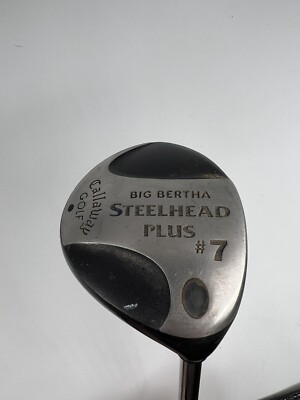 BIG BERTHA
STEELHEAD
PLUS
#7
Callaway
GOLF